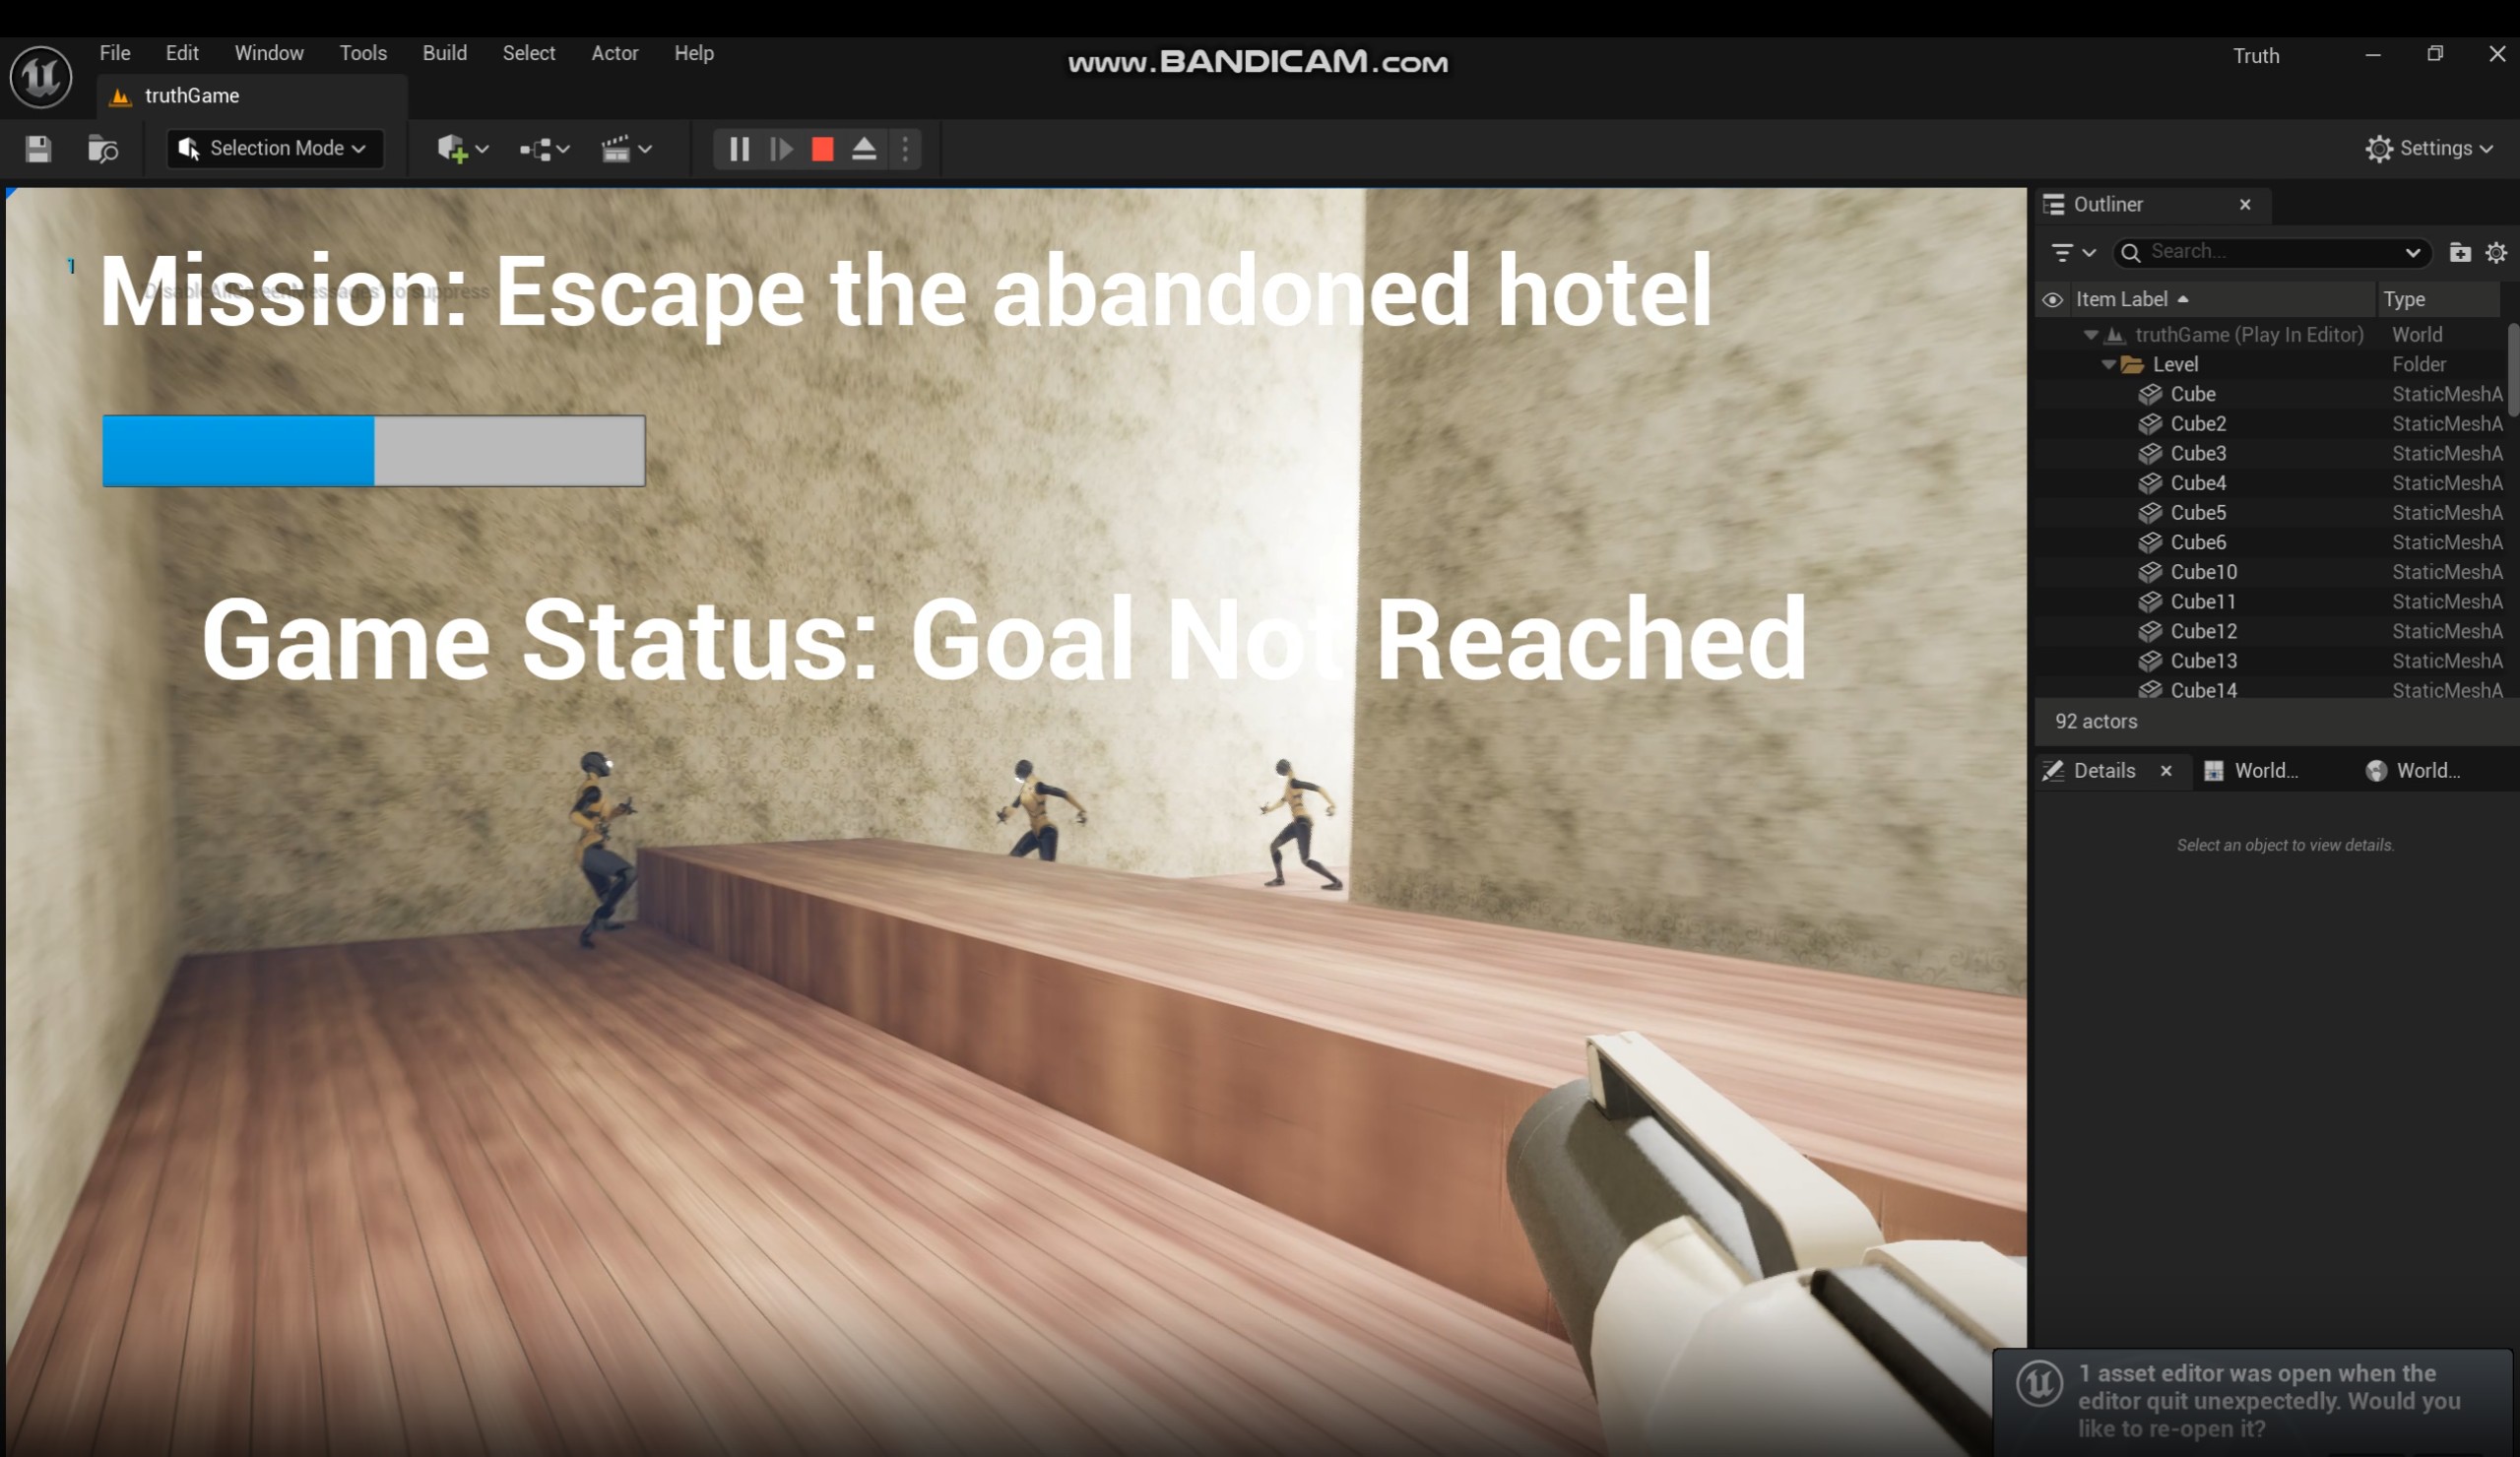 File Edit Window Tools Build Select Actor Help
www.BANDICAM.COM
Truth
truthGame
Selection Mode
Settings
1
Mission: Escape the abandoned hotel
DisableAllScreenMessages' to suppress
Game Status: Goal Not Reached
Outliner
Search...
Item Label Type
truthGame (Play In Editor) World
Level Folder
Cube StaticMeshA
Cube2 StaticMeshA
Cube3 StaticMeshA
Cube4 StaticMeshA
Cube5 StaticMeshA
Cube6 StaticMeshA
Cube10 StaticMeshA
Cube11 StaticMeshA
Cube12 StaticMeshA
Cube13 StaticMeshA
Cube14 StaticMeshA
92 actors
Details World... World...
Select an object to view details.
1 asset editor was open when the
editor quit unexpectedly. Would you
like to re-open it?